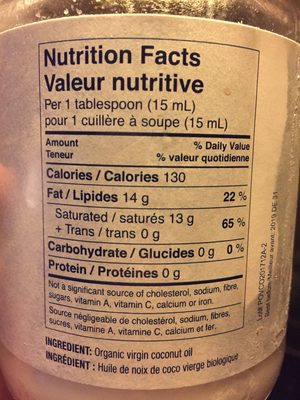 Nutrition Facts
Valeur nutritive
Per 1 tablespoon (15 mL)
pour 1 cuillère à soupe (15 mL)
Amount % Daily Value
Teneur % valeur quotidienne
Calories / Calories 130
Fat / Lipides 14 g 22 %
Saturated / saturés 13 g
+ Trans / trans 0 g 65 %
Carbohydrate / Glucides 0 g 0 %
Protein / Protéines 0 g
Not a significant source of cholesterol, sodium, fibre,
sugars, vitamin A, vitamin C, calcium or iron.
Source négligeable de cholestérol, sodium, fibres,
sucres, vitamine A, vitamine C, calcium et fer.
INGREDIENT: Organic virgin coconut oil
INGRÉDIENT : Huile de noix de coco vierge biologique